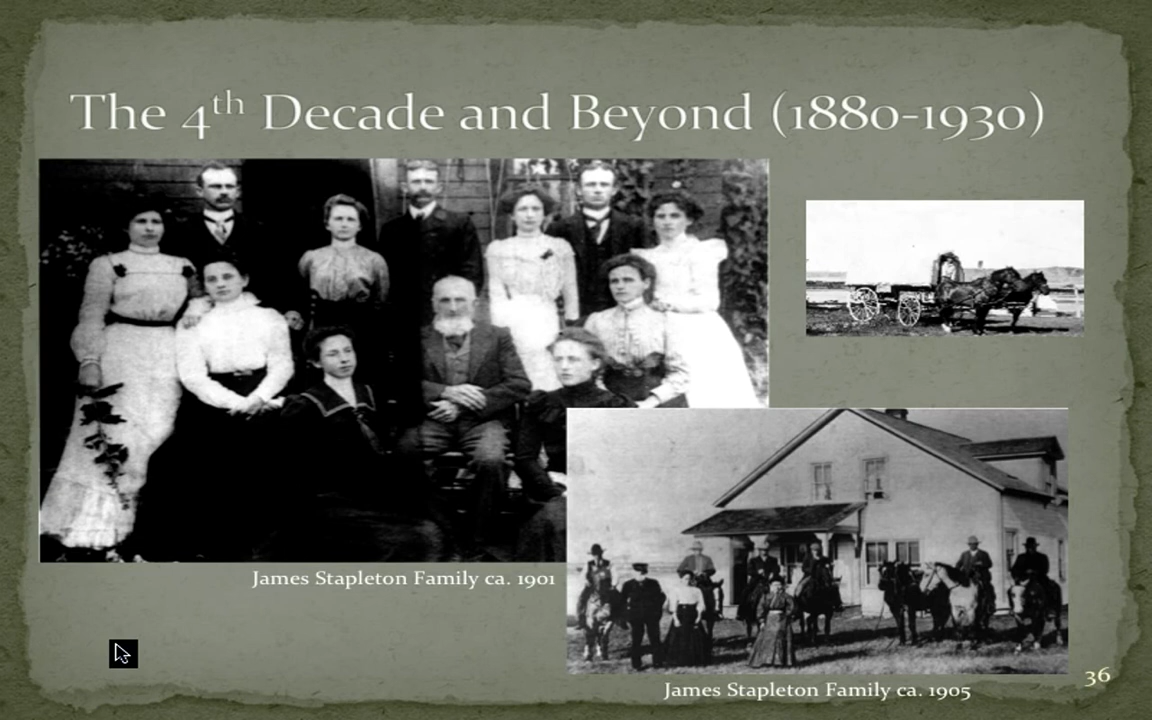 The 4th Decade and Beyond (1880-1930)
James Stapleton Family ca. 1901
James Stapleton Family ca. 1905
36